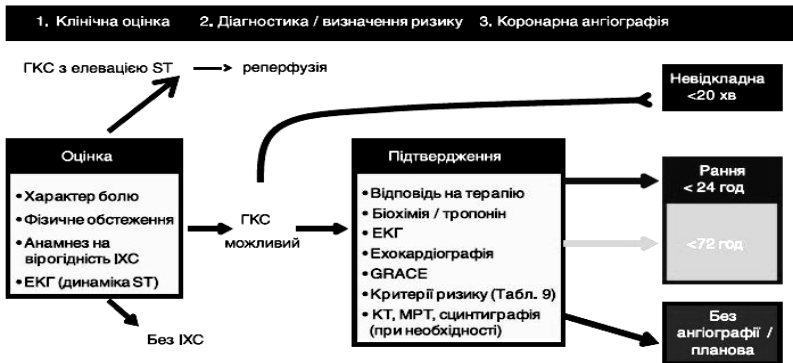 1. Клінічна оцінка 2. Діагностика / визначення ризику 3. Коронарна ангіографія
ГКС з елевацією ST
реперфузія
Невідкладна
<20 хв
Оцінка
• Характер болю
• Фізичне обстеження
• Анамнез на
вірогідність ІХС
• ЕКГ (динаміка ST)
ГКС
можливий
Без ІХС
Підтвердження
• Відповідь на терапію
• Біохімія / тропонін
• ЕКГ
• Ехокардіографія
• GRACE
• Критерії ризику (Табл. 9)
• КТ, МРТ, сцинтиграфія
(при необхідності)
Рання
< 24 год
<72 год
Без
ангіографії /
планова